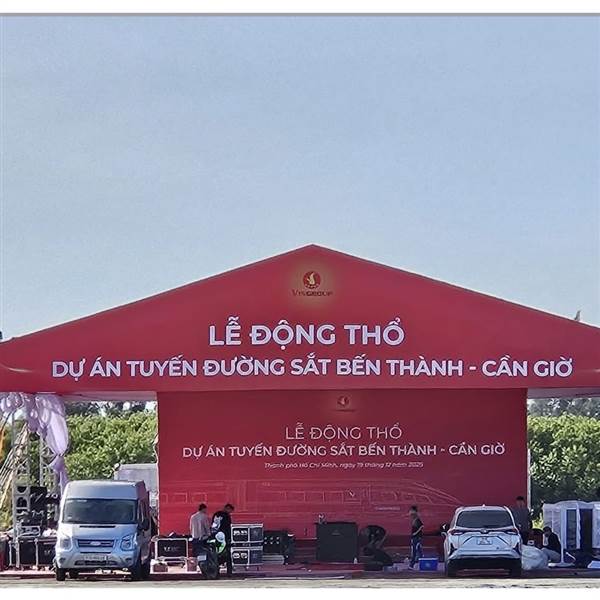 VINGROUP
LỄ ĐỘNG THỔ
DỰ ÁN TUYẾN ĐƯỜNG SẮT BẾN THÀNH - CẦN GIỜ
LỄ ĐỘNG THỔ
DỰ ÁN TUYẾN ĐƯỜNG SẮT BẾN THÀNH - CẦN GIỜ
Thành phố Hồ Chí Minh, ngày 19 tháng 12 năm 2025